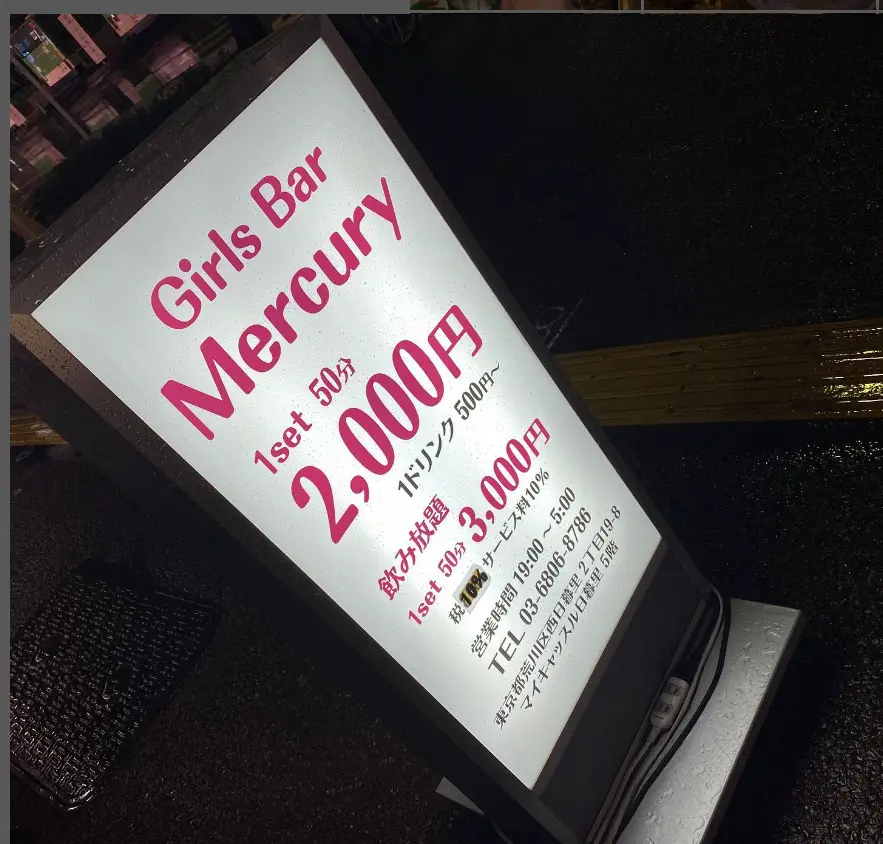 Girls Bar
Mercury
1set 50分
2,000円
1ドリンク 500円~
飲み放題
1set 50分 3,000円
税10% サービス料10%
営業時間 19:00 ~ 5:00
TEL 03-6806-8786
東京都荒川区西日暮里 2丁目19-8
マイキャッスル日暮里 5階